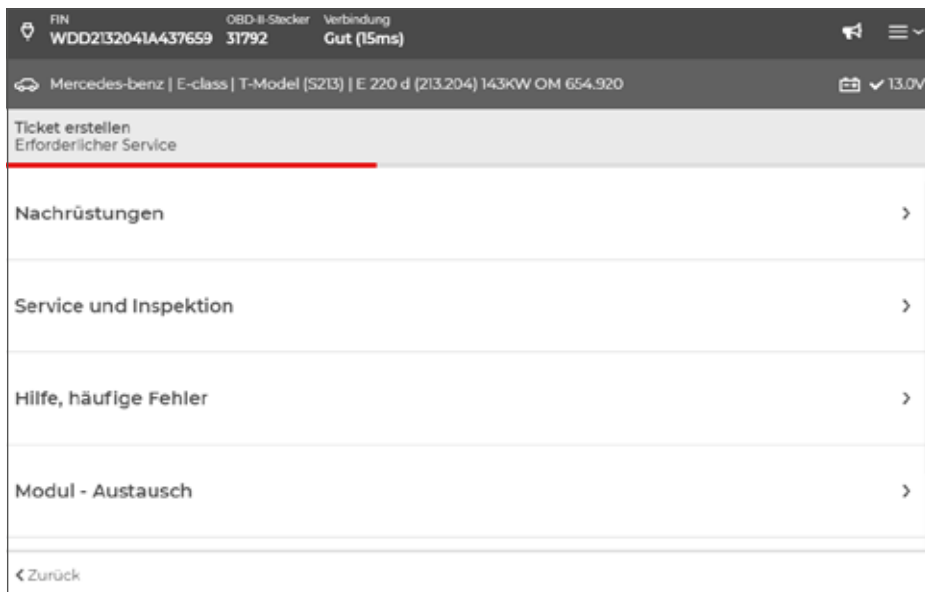 FIN OBD-II-Stecker Verbindung
WDD2132041A437659 31792 Gut (15ms)
Mercedes-benz | E-class | T-Model (S213) | E 220 d (213.204) 143KW OM 654.920 13.0V
Ticket erstellen
Erforderlicher Service
Nachrüstungen
Service und Inspektion
Hilfe, häufige Fehler
Modul - Austausch
Zurück